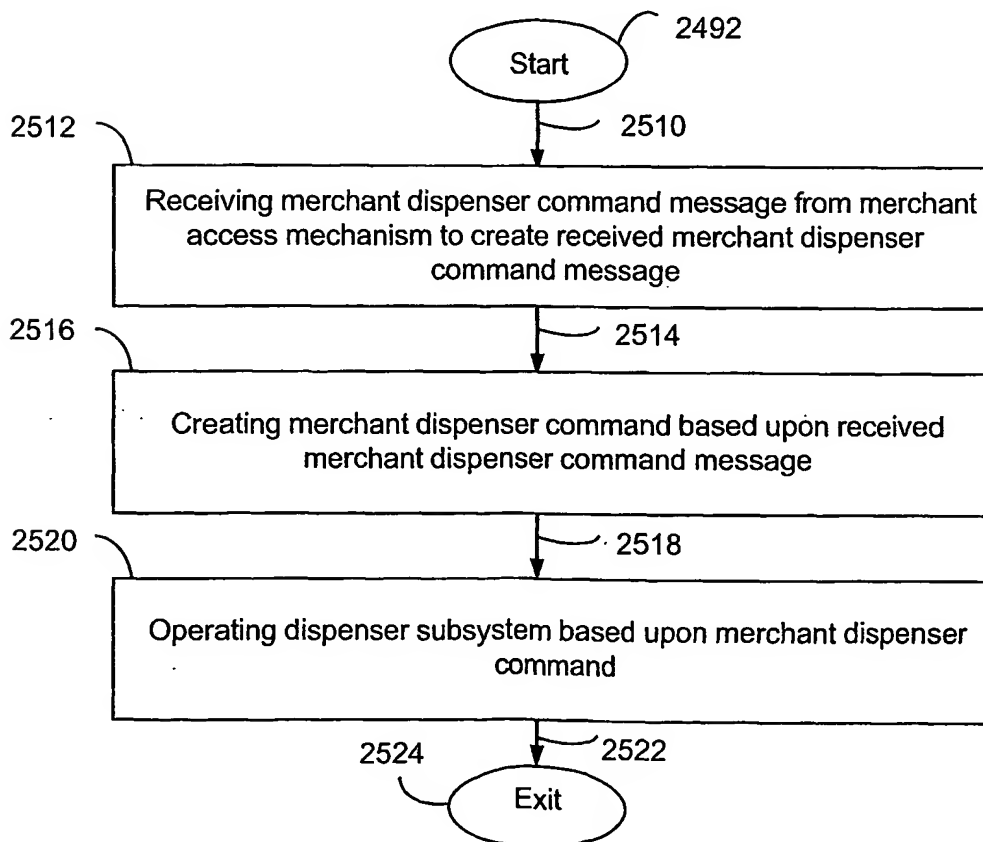 2492
Start
2510
2512
Receiving merchant dispenser command message from merchant
access mechanism to create received merchant dispenser
command message
2514
2516
Creating merchant dispenser command based upon received
merchant dispenser command message
2518
2520
Operating dispenser subsystem based upon merchant dispenser
command
2522
2524
Exit